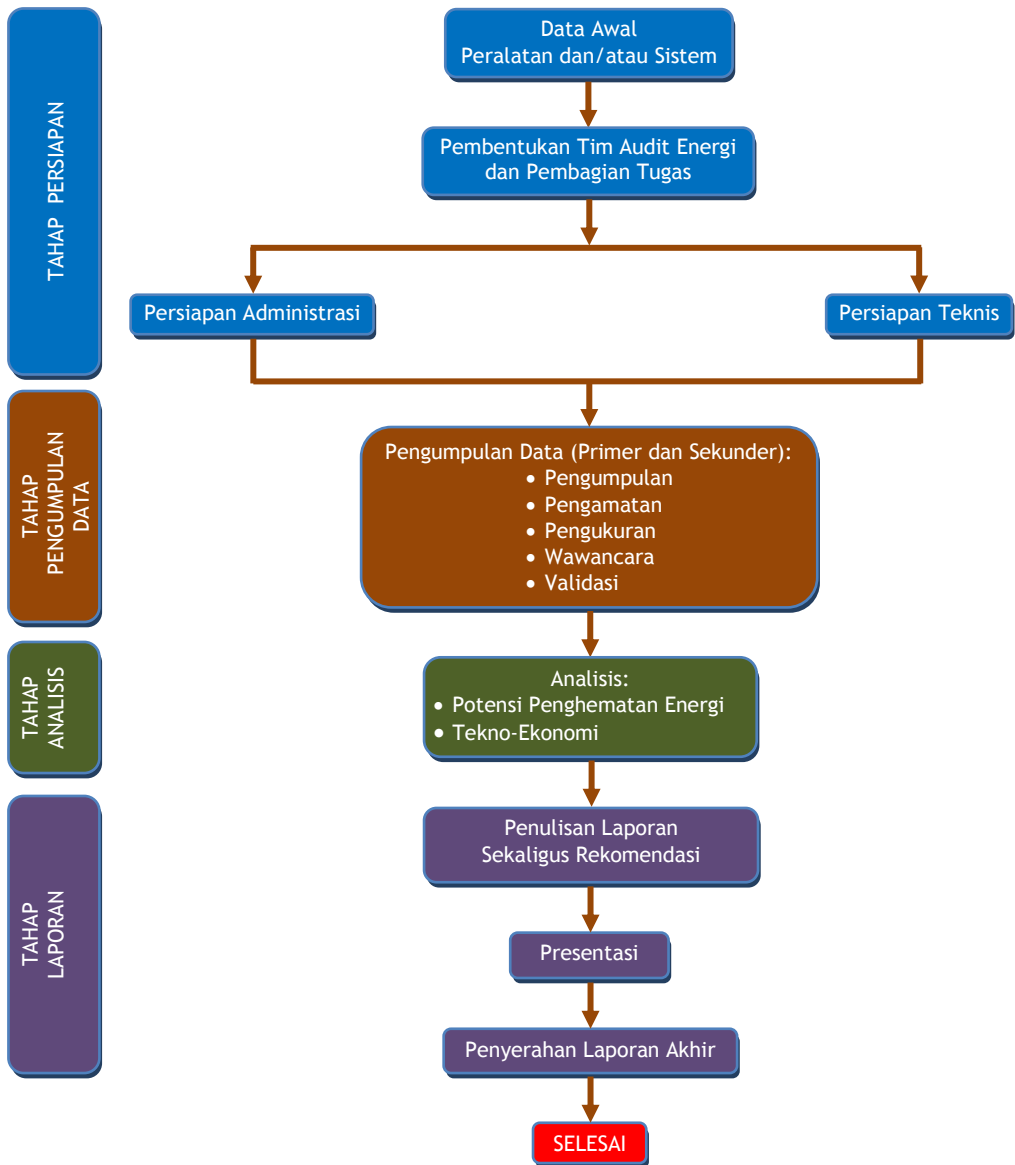 TAHAP PERSIAPAN
Data Awal
Peralatan dan/atau Sistem
Pembentukan Tim Audit Energi
dan Pembagian Tugas
Persiapan Administrasi
Persiapan Teknis
TAHAP
PENGUMPULAN
DATA
Pengumpulan Data (Primer dan Sekunder):
• Pengumpulan
• Pengamatan
• Pengukuran
• Wawancara
• Validasi
TAHAP
ANALISIS
Analisis:
• Potensi Penghematan Energi
• Tekno-Ekonomi
TAHAP
LAPORAN
Penulisan Laporan
Sekaligus Rekomendasi
Presentasi
Penyerahan Laporan Akhir
SELESAI